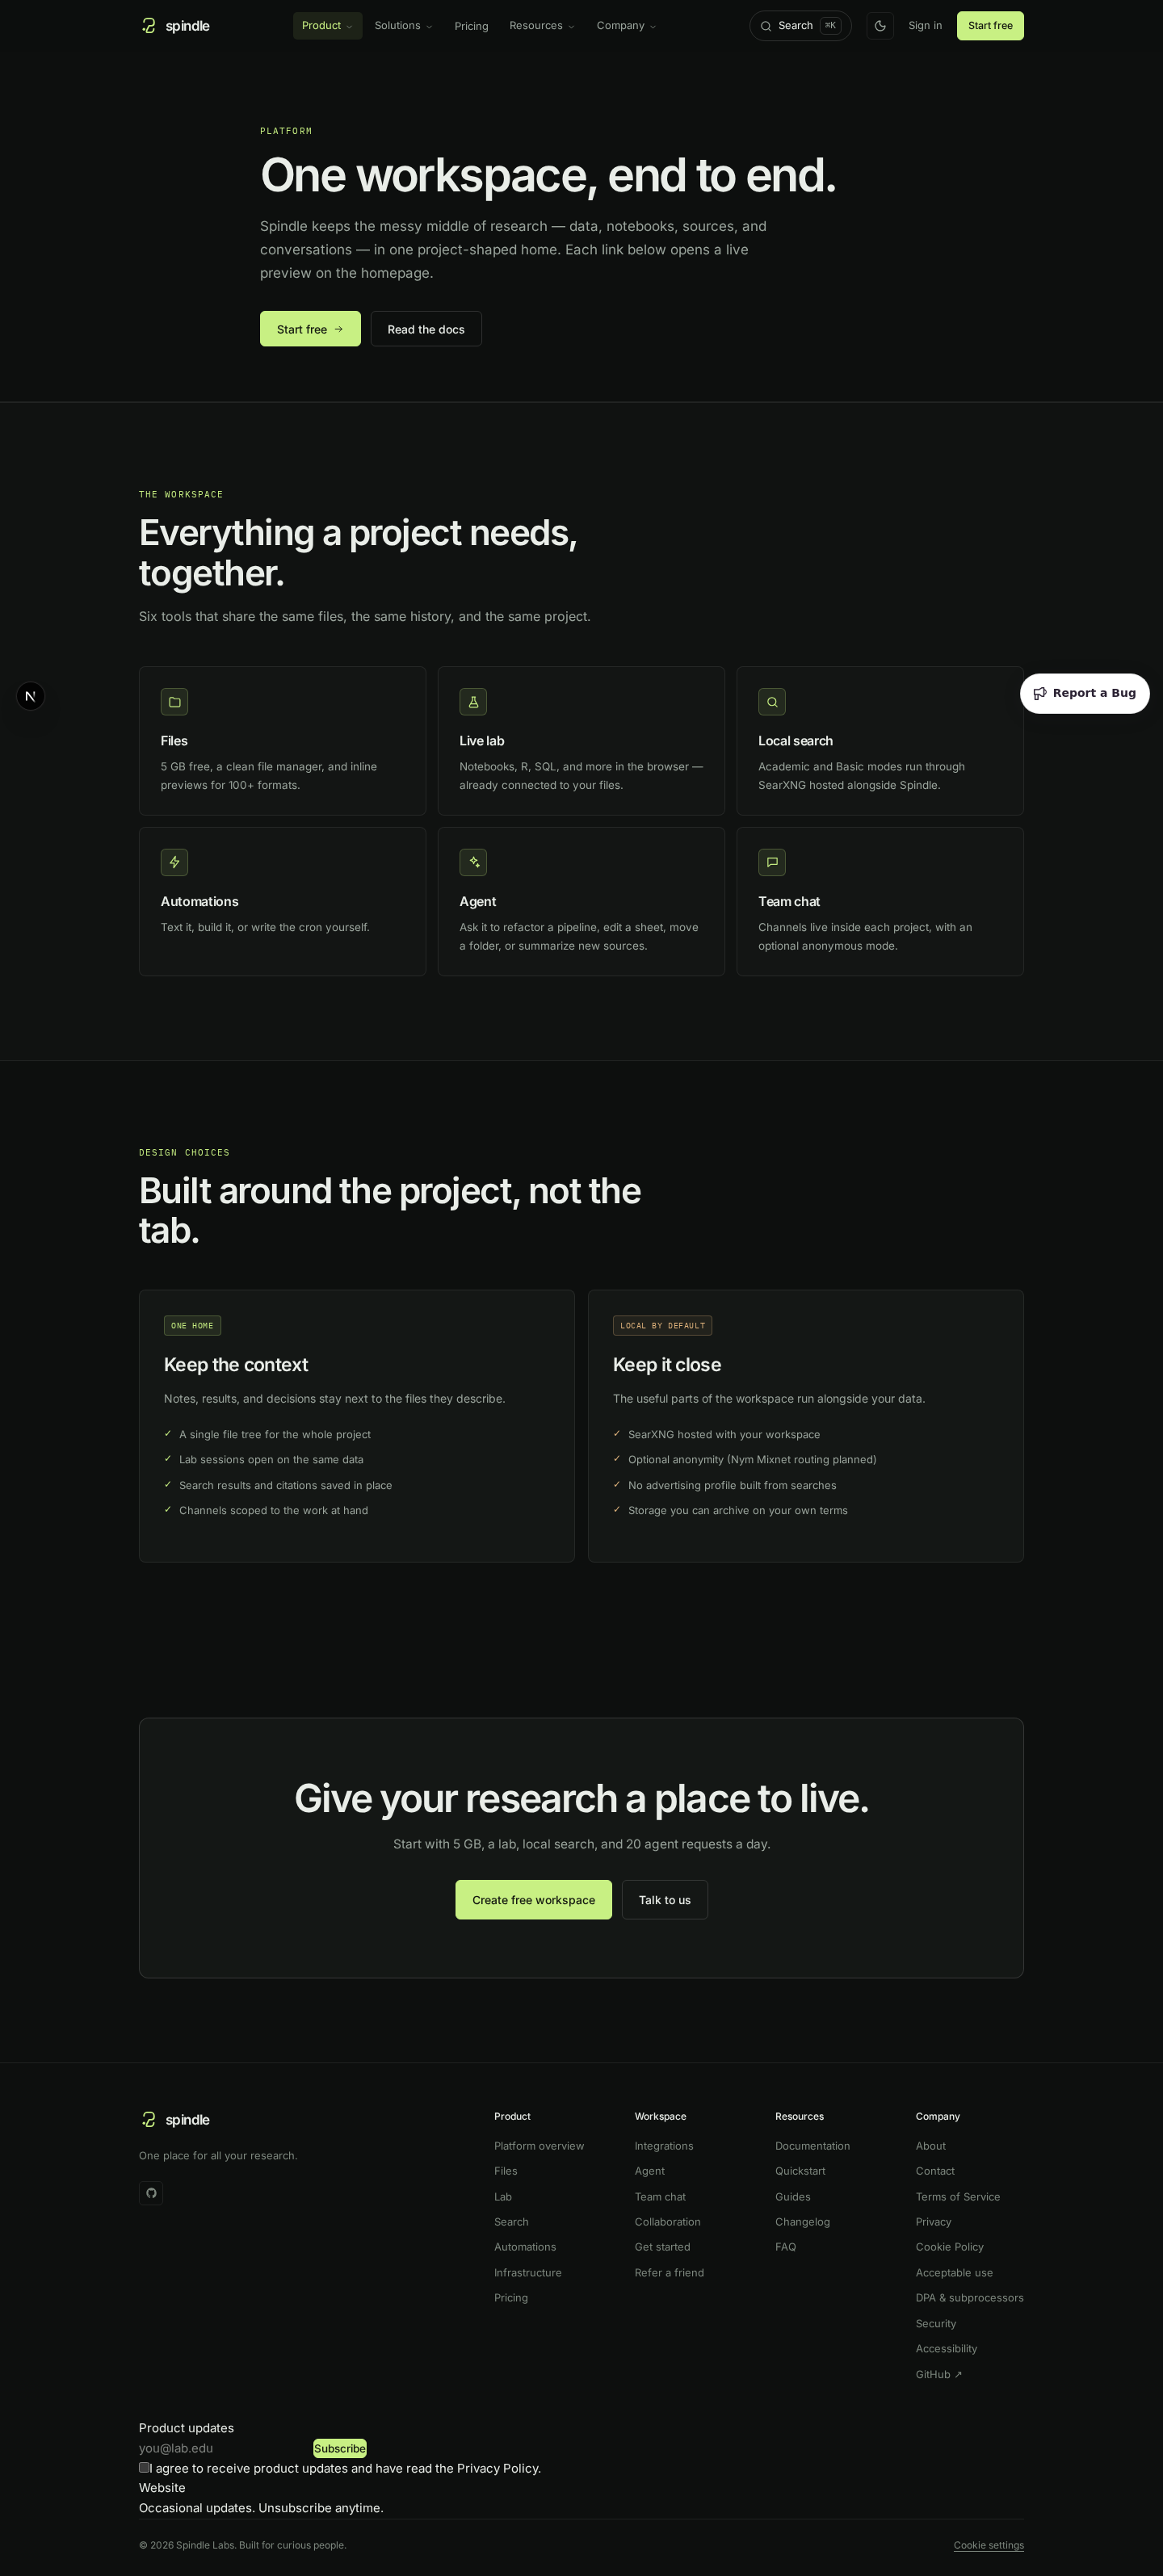 spindle
Product
Solutions
Pricing
Resources
Company
Search ⌘K
Sign in
Start free
PLATFORM
One workspace, end to end.
Spindle keeps the messy middle of research — data, notebooks, sources, and
conversations — in one project-shaped home. Each link below opens a live
preview on the homepage.
Start free →
Read the docs
THE WORKSPACE
Everything a project needs,
together.
Six tools that share the same files, the same history, and the same project.
N
Report a Bug
Files
5 GB free, a clean file manager, and inline
previews for 100+ formats.
Live lab
Notebooks, R, SQL, and more in the browser —
already connected to your files.
Local search
Academic and Basic modes run through
SearXNG hosted alongside Spindle.
Automations
Text it, build it, or write the cron yourself.
Agent
Ask it to refactor a pipeline, edit a sheet, move
a folder, or summarize new sources.
Team chat
Channels live inside each project, with an
optional anonymous mode.
DESIGN CHOICES
Built around the project, not the
tab.
ONE HOME
Keep the context
Notes, results, and decisions stay next to the files they describe.
✓ A single file tree for the whole project
✓ Lab sessions open on the same data
✓ Search results and citations saved in place
✓ Channels scoped to the work at hand
LOCAL BY DEFAULT
Keep it close
The useful parts of the workspace run alongside your data.
✓ SearXNG hosted with your workspace
✓ Optional anonymity (Nym Mixnet routing planned)
✓ No advertising profile built from searches
✓ Storage you can archive on your own terms
Give your research a place to live.
Start with 5 GB, a lab, local search, and 20 agent requests a day.
Create free workspace
Talk to us
spindle
One place for all your research.
Product
Platform overview
Files
Lab
Search
Automations
Infrastructure
Pricing
Workspace
Integrations
Agent
Team chat
Collaboration
Get started
Refer a friend
Resources
Documentation
Quickstart
Guides
Changelog
FAQ
Company
About
Contact
Terms of Service
Privacy
Cookie Policy
Acceptable use
DPA & subprocessors
Security
Accessibility
GitHub ↗
Product updates
you@lab.edu
Subscribe
I agree to receive product updates and have read the Privacy Policy.
Website
Occasional updates. Unsubscribe anytime.
© 2026 Spindle Labs. Built for curious people.
Cookie settings